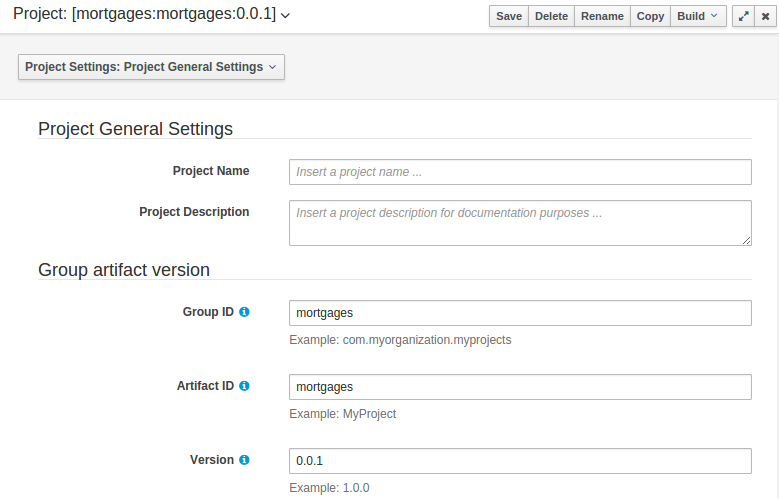 Project: [mortgages:mortgages:0.0.1]
Save Delete Rename Copy Build
Project Settings: Project General Settings
Project General Settings
Project Name Insert a project name ...
Project Description Insert a project description for documentation purposes ...
Group artifact version
Group ID mortgages
Example: com.myorganization.myprojects
Artifact ID mortgages
Example: MyProject
Version 0.0.1
Example: 1.0.0